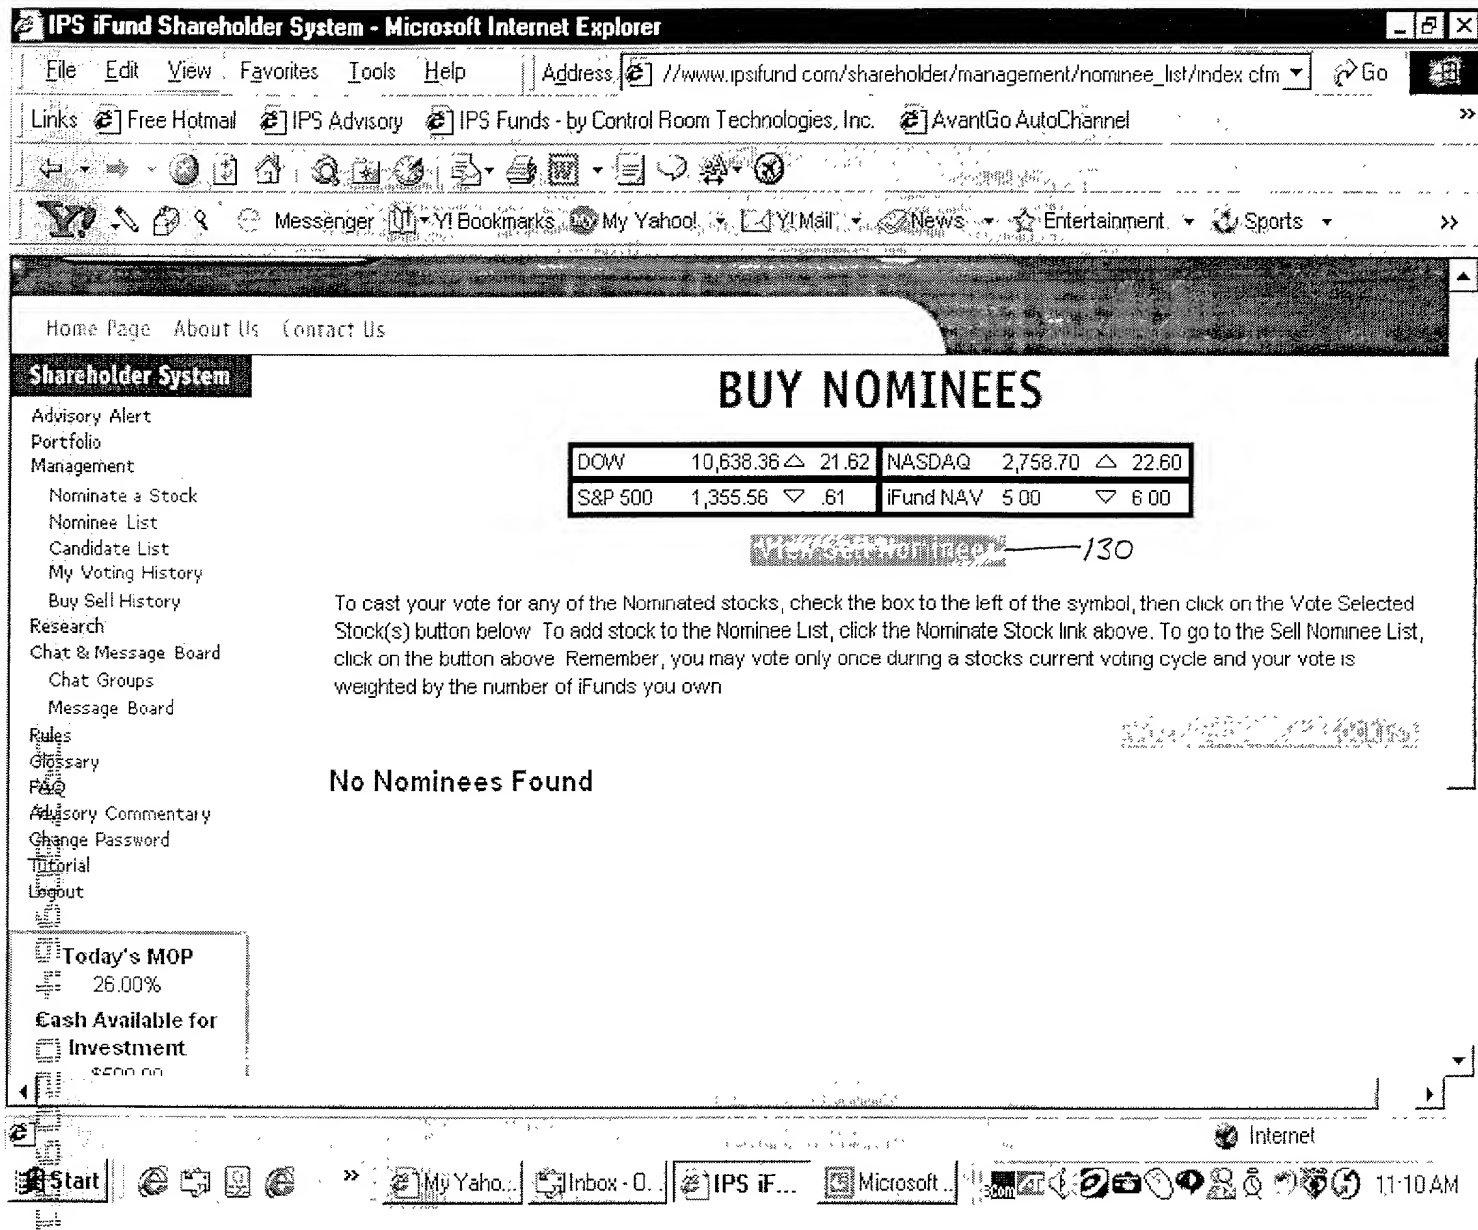 IPS iFund Shareholder System - Microsoft Internet Explorer
File Edit View Favorites Tools Help Address //www.ipsifund com/shareholder/management/nominee_list/index cfm Go
Links Free Hotmail IPS Advisory IPS Funds - by Control Room Technologies, Inc. AvantGo AutoChannel »
Y! Messenger Y! Bookmarks My Yahoo! Y! Mail News Entertainment Sports »
Home Page About Us Contact Us
Shareholder System
Advisory Alert
Portfolio
Management
Nominate a Stock
Nominee List
Candidate List
My Voting History
Buy Sell History
Research
Chat & Message Board
Chat Groups
Message Board
Rules
Glossary
FAQ
Advisory Commentary
Change Password
Tutorial
Logout
Today's MOP
26.00%
Cash Available for
Investment
$500.00
BUY NOMINEES
DOW 10,638.36 △ 21.62 NASDAQ 2,758.70 △ 22.60
S&P 500 1,355.56 ▽ .61 iFund NAV 5 00 ▽ 6 00
View Sell Nominees 130
To cast your vote for any of the Nominated stocks, check the box to the left of the symbol, then click on the Vote Selected
Stock(s) button below To add stock to the Nominee List, click the Nominate Stock link above. To go to the Sell Nominee List,
click on the button above Remember, you may vote only once during a stocks current voting cycle and your vote is
weighted by the number of iFunds you own
No Nominees Found
Internet
Start » My Yaho... Inbox - O... IPS iF... Microsoft ... 11:10 AM